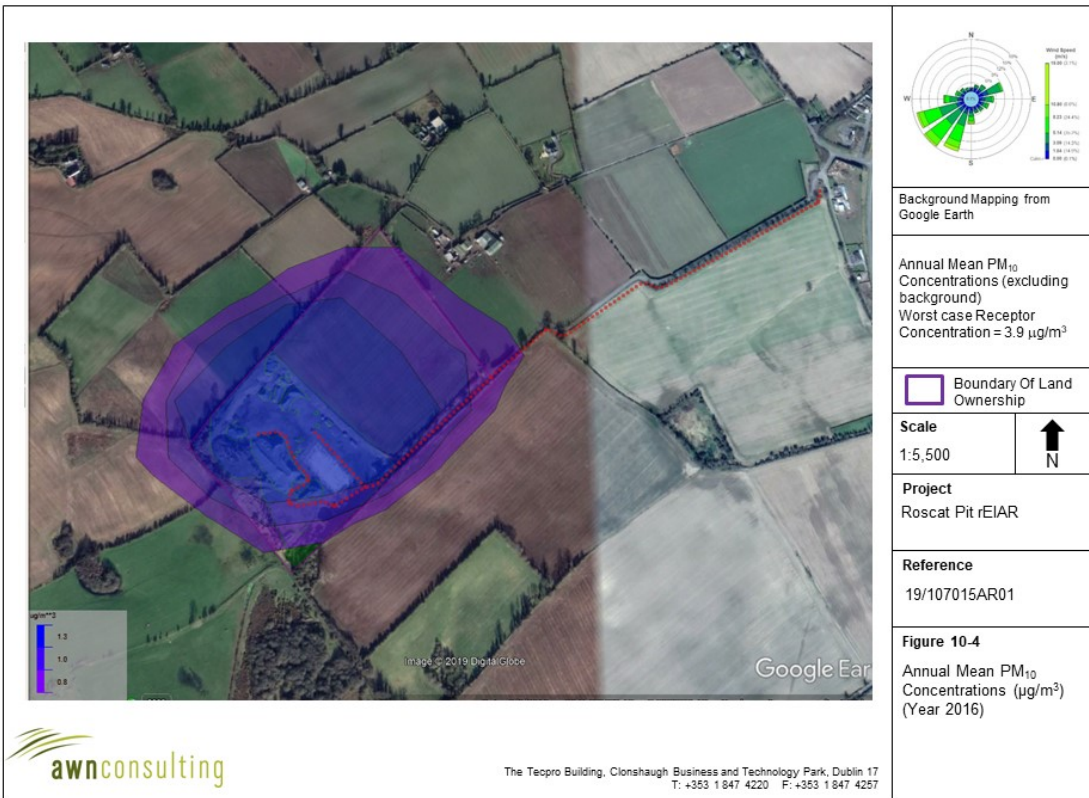 N
W
E
S
Wind Speed
(m/s)
Background Mapping from
Google Earth
Annual Mean PM₁₀
Concentrations (excluding
background)
Worst case Receptor
Concentration = 3.9 µg/m³
Boundary Of Land
Ownership
Scale
1:5,500
N
Project
Roscat Pit rEIAR
Reference
19/107015AR01
Figure 10-4
Annual Mean PM₁₀
Concentrations (µg/m³)
(Year 2016)
ug/m**3
1.3
1.0
0.8
Image © 2019 DigitalGlobe
Google Ear
awnconsulting
The Tecpro Building, Clonshaugh Business and Technology Park, Dublin 17
T: +353 1 847 4220 F: +353 1 847 4257